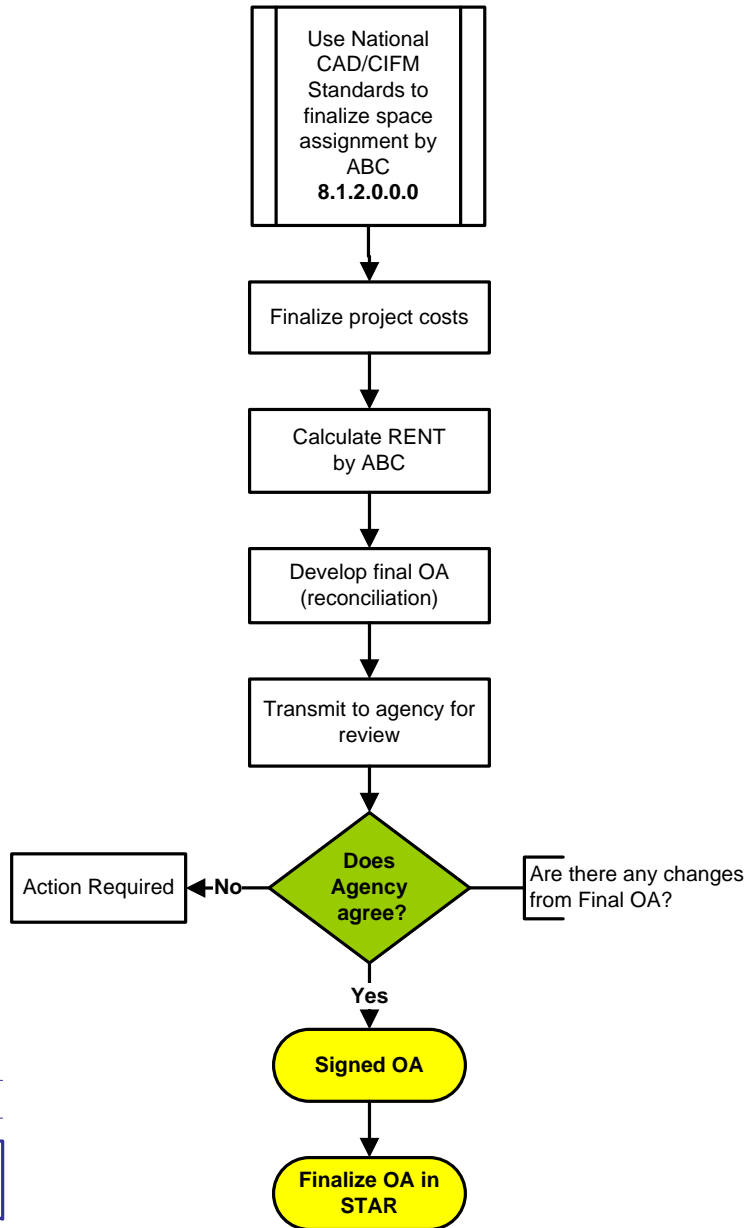 Use National
CAD/CIFM
Standards to
finalize space
assignment by
ABC
8.1.2.0.0.0
Finalize project costs
Calculate RENT
by ABC
Develop final OA
(reconciliation)
Transmit to agency for
review
Does
Agency
agree?
Action Required
No
Are there any changes
from Final OA?
Yes
Signed OA
Finalize OA in
STAR